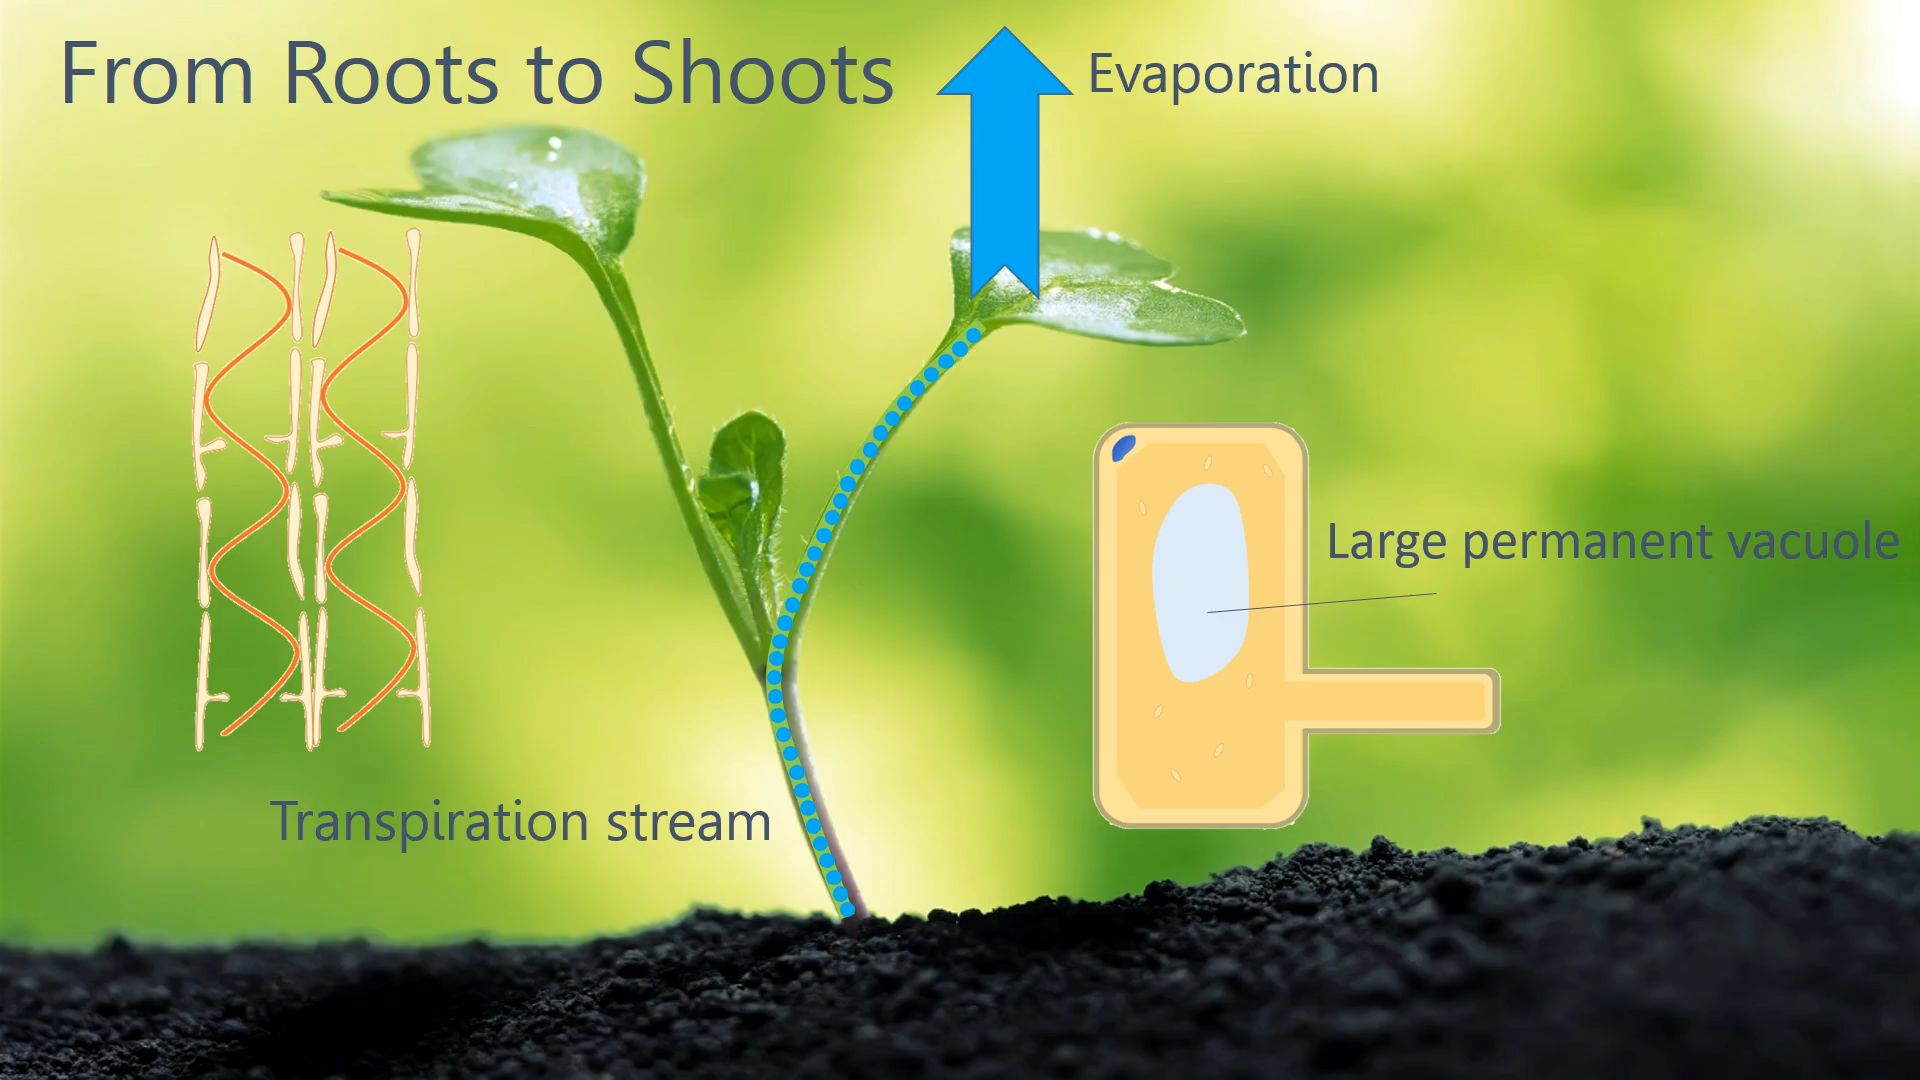 From Roots to Shoots
Evaporation
Large permanent vacuole
Transpiration stream